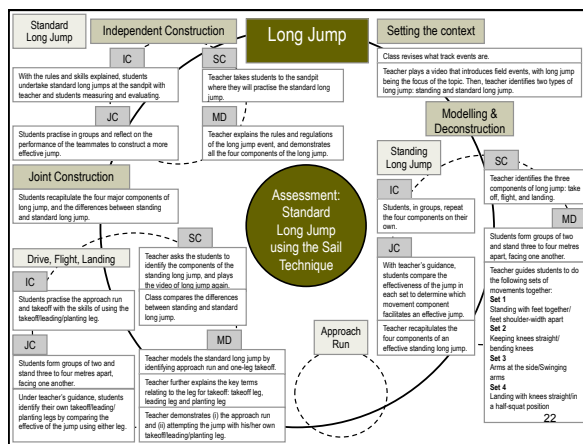 Standard
Long Jump
Independent Construction
Long Jump
Setting the context
IC
With the rules and skills explained, students
undertake standard long jumps at the sandpit with
teacher and students measuring and evaluating.
SC
Teacher takes students to the sandpit
where they will practise the standard long
jump.
Class revises what track events are.
Teacher plays a video that introduces field events, with long jump
being the focus of the topic. Then, teacher identifies two types of
long jump: standing and standard long jump.
JC
Students practise in groups and reflect on the
performance of the teammates to construct a more
effective jump.
MD
Teacher explains the rules and regulations
of the long jump event, and demonstrates
all the four components of the long jump.
Modelling &
Deconstruction
Standing
Long Jump
SC
Teacher identifies the three
components of long jump: take
off, flight, and landing.
IC
Students, in groups, repeat
the four components on their
own.
MD
Students form groups of two
and stand three to four metres
apart, facing one another.
Teacher guides students to do
the following sets of
movements together:
Set 1
Standing with feet together/
feet shoulder-width apart
Set 2
Keeping knees straight/
bending knees
Set 3
Arms at the side/Swinging
arms
Set 4
Landing with knees straight/in
a half-squat position
JC
With teacher's guidance,
students compare the
effectiveness of the jump in
each set to determine which
movement component
facilitates an effective jump.
Teacher recapitulates the
four components of an
effective standing long jump.
Joint Construction
Students recapitulate the four major components of
long jump, and the differences between standing
and standard long jump.
Assessment:
Standard
Long Jump
using the Sail
Technique
Drive, Flight, Landing
SC
Teacher asks the students to
identify the components of the
standing long jump, and plays
the video of long jump again.
Class compares the differences
between standing and standard
long jump.
IC
Students practise the approach run
and takeoff with the skills of using the
takeoff/leading/planting leg.
JC
Students form groups of two and
stand three to four metres apart,
facing one another.
Under teacher's guidance, students
identify their own takeoff/leading/
planting legs by comparing the
effective of the jump using either leg.
MD
Teacher models the standard long jump by
identifying approach run and one-leg takeoff.
Teacher further explains the key terms
relating to the leg for takeoff: takeoff leg,
leading leg and planting leg
Teacher demonstrates (i) the approach run
and (ii) attempting the jump with his/her own
takeoff/leading/planting leg.
Approach
Run
22